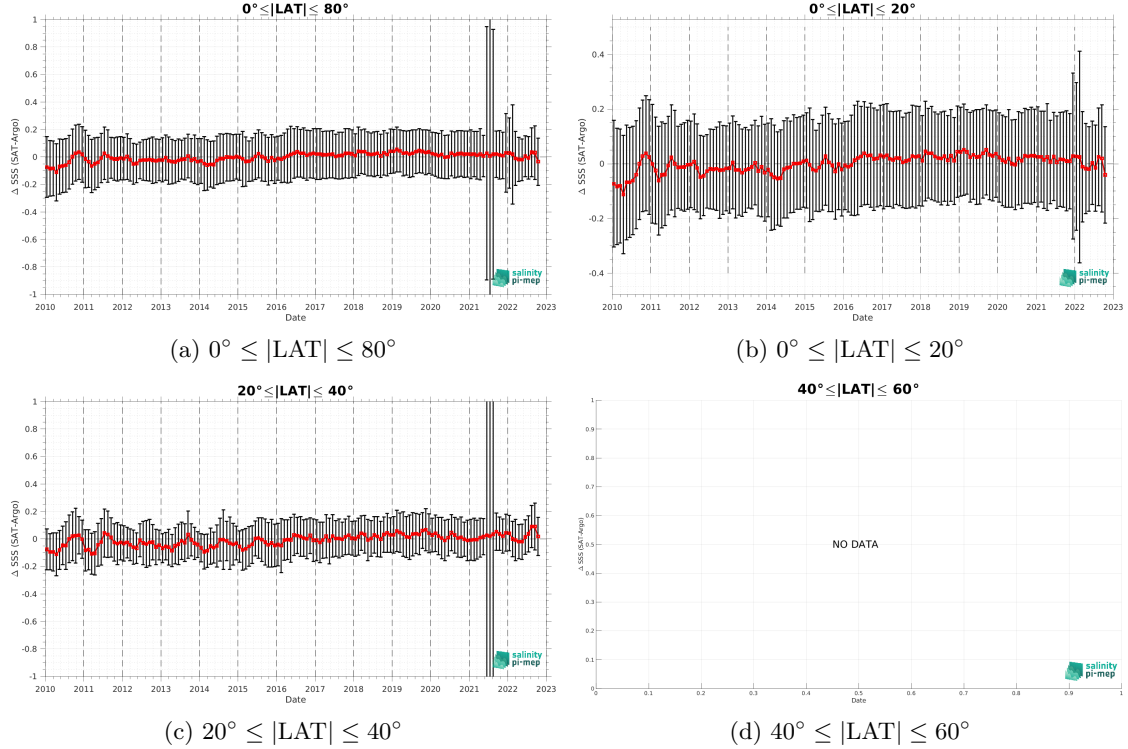 0°≤|LAT|≤ 80°
1
0.8
0.6
0.4
0.2
0
-0.2
-0.4
-0.6
-0.8
-1
Δ SSS (SAT-Argo)
2010 2011 2012 2013 2014 2015 2016 2017 2018 2019 2020 2021 2022 2023
Date
salinity
pi-mep
(a) 0° ≤ |LAT| ≤ 80°
0°≤|LAT|≤ 20°
0.4
0.2
0
-0.2
-0.4
Δ SSS (SAT-Argo)
2010 2011 2012 2013 2014 2015 2016 2017 2018 2019 2020 2021 2022 2023
Date
salinity
pi-mep
(b) 0° ≤ |LAT| ≤ 20°
20°≤|LAT|≤ 40°
1
0.8
0.6
0.4
0.2
0
-0.2
-0.4
-0.6
-0.8
-1
Δ SSS (SAT-Argo)
2010 2011 2012 2013 2014 2015 2016 2017 2018 2019 2020 2021 2022 2023
Date
salinity
pi-mep
(c) 20° ≤ |LAT| ≤ 40°
40°≤|LAT|≤ 60°
1
0.9
0.8
0.7
0.6
0.5
0.4
0.3
0.2
0.1
0
Δ SSS (SAT-Argo)
NO DATA
0 0.1 0.2 0.3 0.4 0.5 0.6 0.7 0.8 0.9 1
Date
salinity
pi-mep
(d) 40° ≤ |LAT| ≤ 60°